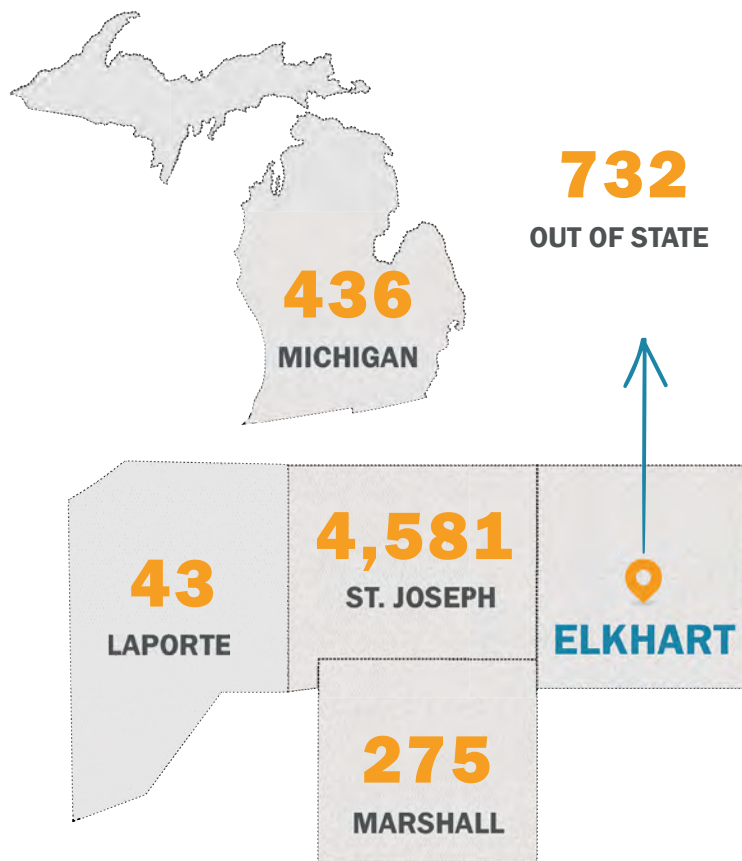 732
OUT OF STATE
436
MICHIGAN
4,581
ST. JOSEPH
43
LAPORTE
ELKHART
275
MARSHALL